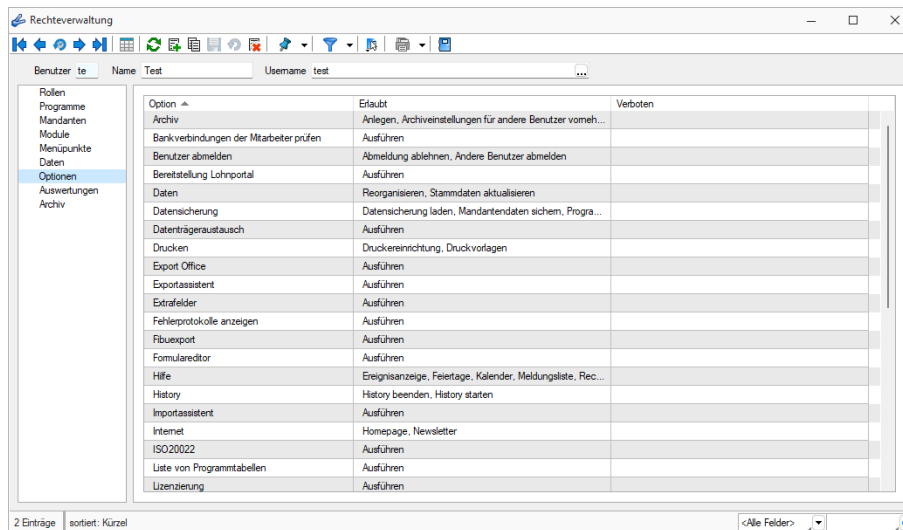 Rechteverwaltung
Benutzer te Name Test Username test ...
Rollen
Programme
Mandanten
Module
Menüpunkte
Daten
Optionen
Auswertungen
Archiv
Option Erlaubt Verboten
Archiv Anlegen, Archiveinstellungen für andere Benutzer vorneh...
Bankverbindungen der Mitarbeiter prüfen Ausführen
Benutzer abmelden Abmeldung ablehnen, Andere Benutzer abmelden
Bereitstellung Lohnportal Ausführen
Daten Reorganisieren, Stammdaten aktualisieren
Datensicherung Datensicherung laden, Mandantendaten sichern, Progra...
Datenträgeraustausch Ausführen
Drucken Druckereinrichtung, Druckvorlagen
Export Office Ausführen
Exportassistent Ausführen
Extrafelder Ausführen
Fehlerprotokolle anzeigen Ausführen
Fibuexport Ausführen
Formulareditor Ausführen
Hilfe Ereignisanzeige, Feiertage, Kalender, Meldungsliste, Rec...
History History beenden, History starten
Importassistent Ausführen
Internet Homepage, Newsletter
ISO20022 Ausführen
Liste von Programmtabellen Ausführen
Lizenzierung Ausführen
2 Einträge sortiert: Kürzel <Alle Felder>